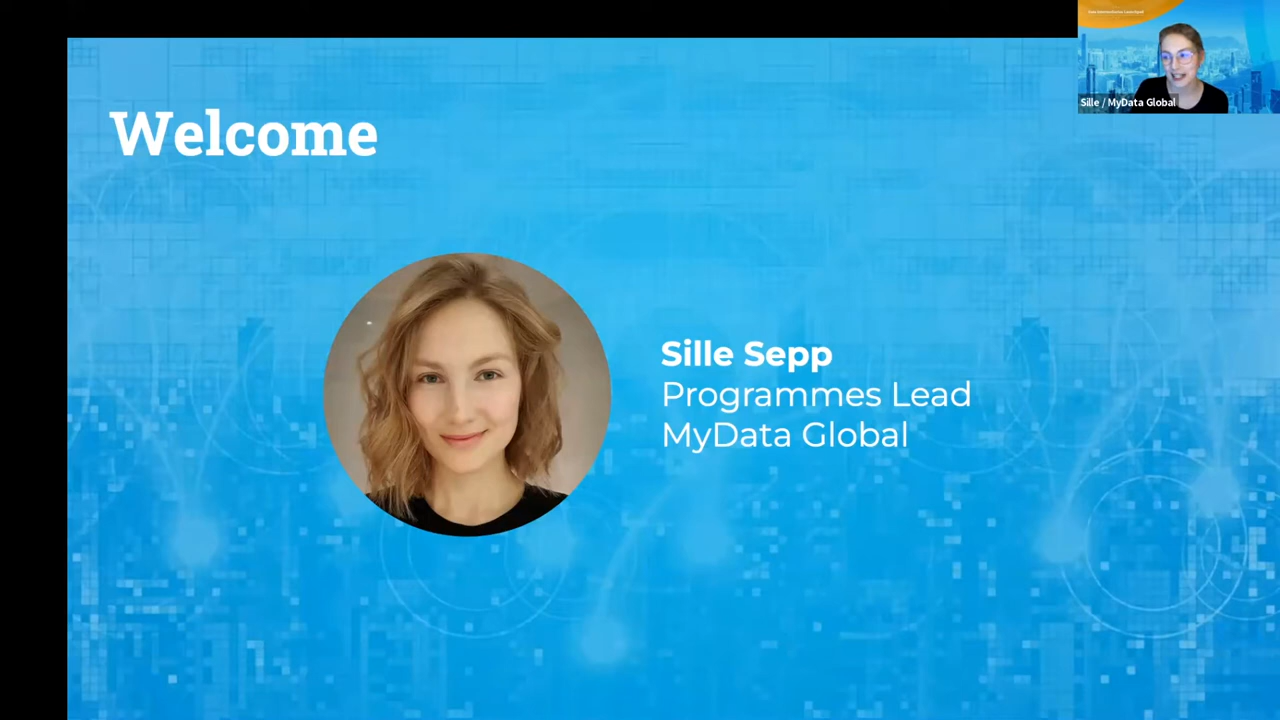 Welcome
Sille Sepp
Programmes Lead
MyData Global
Sille / MyData Global